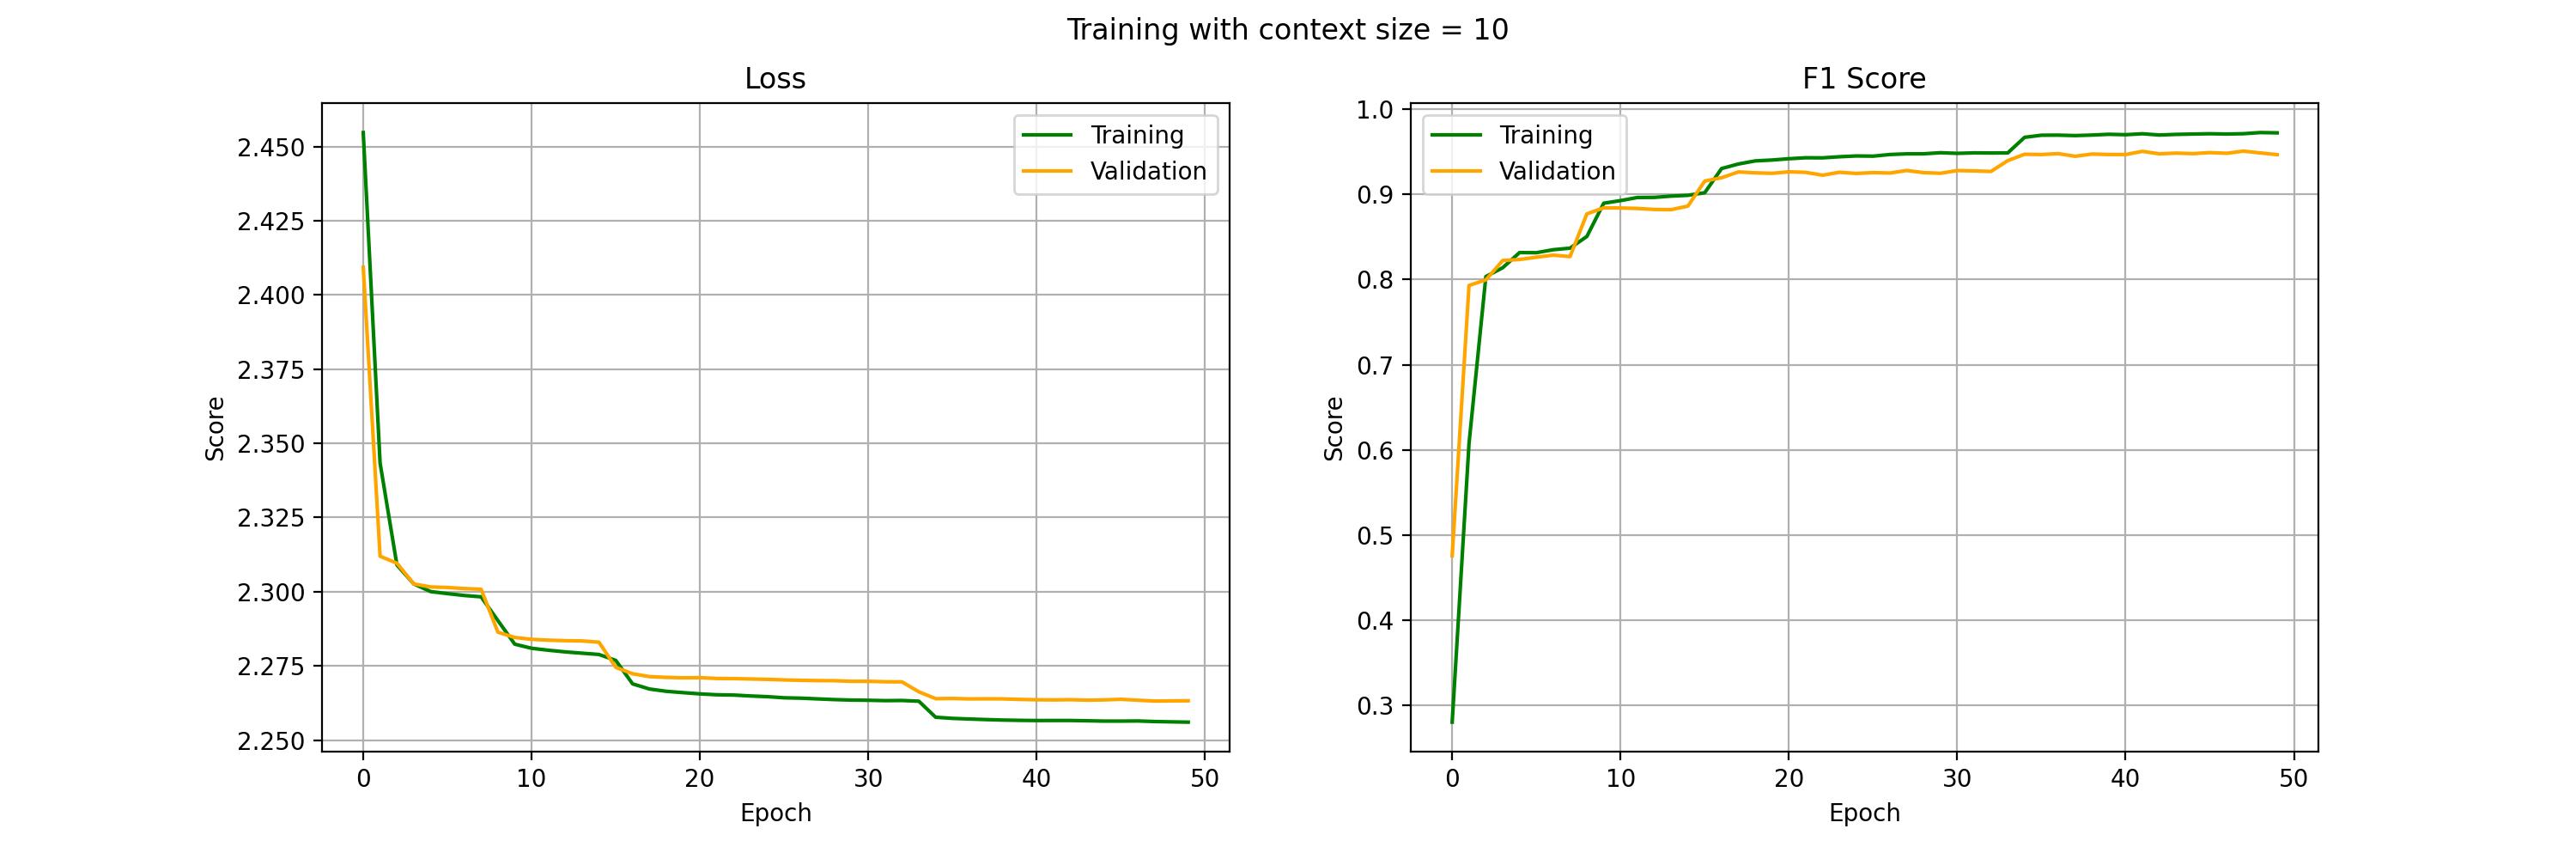 Training with context size = 10
Loss
Training
Validation
2.450
2.425
2.400
2.375
2.350
2.325
2.300
2.275
2.250
Score
0 10 20 30 40 50
Epoch
F1 Score
Training
Validation
1.0
0.9
0.8
0.7
0.6
0.5
0.4
0.3
Score
0 10 20 30 40 50
Epoch